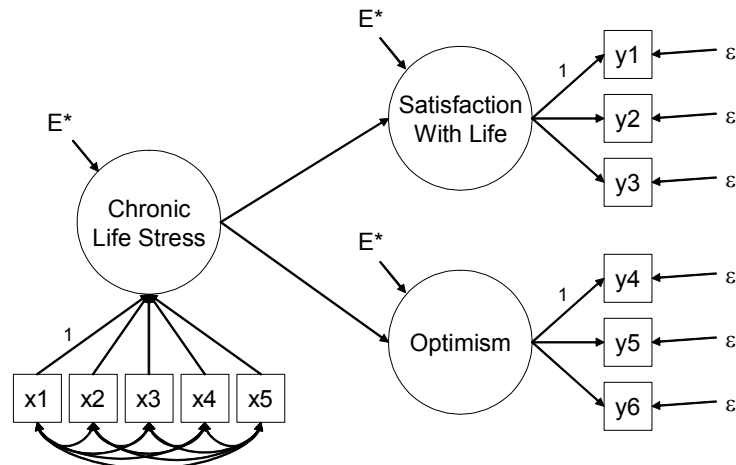 E*
1
y1
ε
Satisfaction
With Life
y2
ε
E*
y3
ε
Chronic
Life Stress
E*
1
y4
ε
Optimism
y5
ε
1
y6
ε
x1 x2 x3 x4 x5